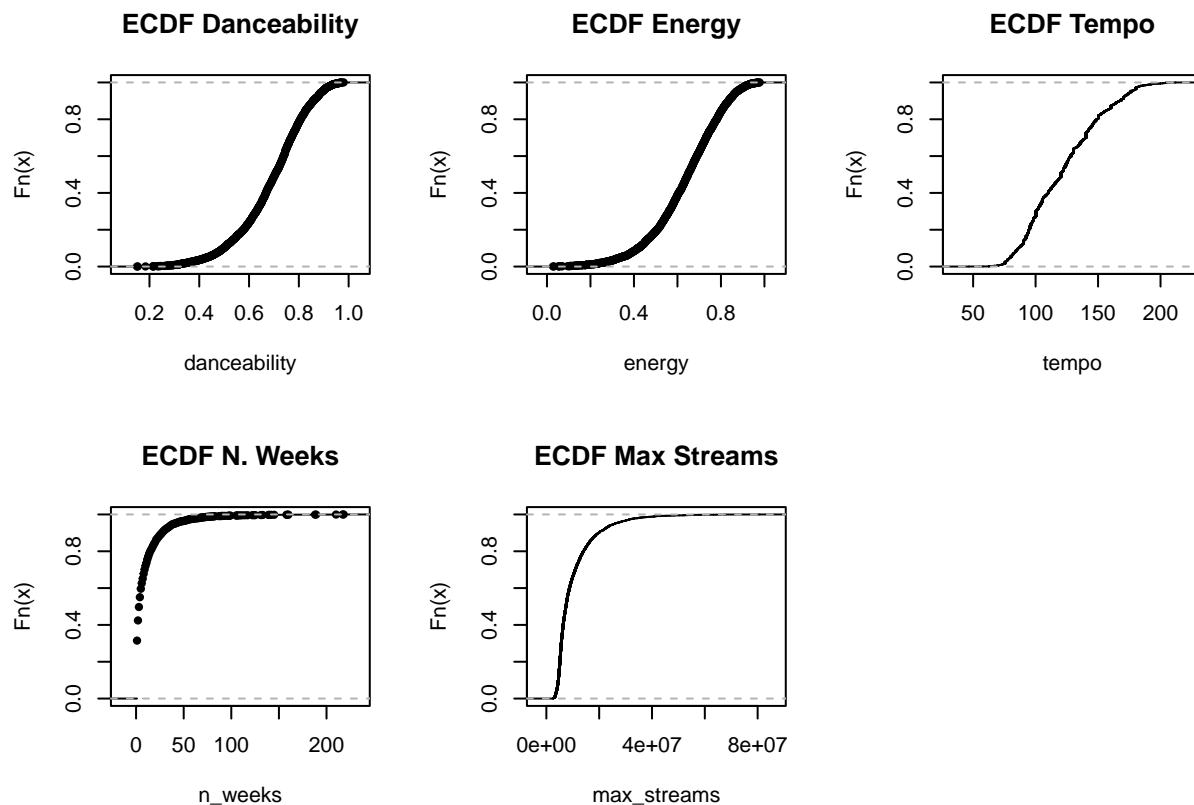 ECDF Danceability
Fn(x)
0.8
0.4
0.0
0.2 0.4 0.6 0.8 1.0
danceability
ECDF Energy
Fn(x)
0.8
0.4
0.0
0.0 0.4 0.8
energy
ECDF Tempo
Fn(x)
0.8
0.4
0.0
50 100 150 200
tempo
ECDF N. Weeks
Fn(x)
0.8
0.4
0.0
0 50 100 200
n_weeks
ECDF Max Streams
Fn(x)
0.8
0.4
0.0
0e+00 4e+07 8e+07
max_streams